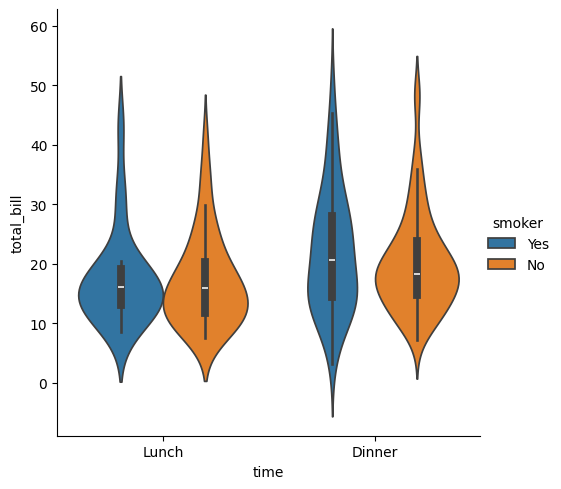 60
50
40
30
20
10
0
total_bill
Lunch
Dinner
time
smoker
Yes
No